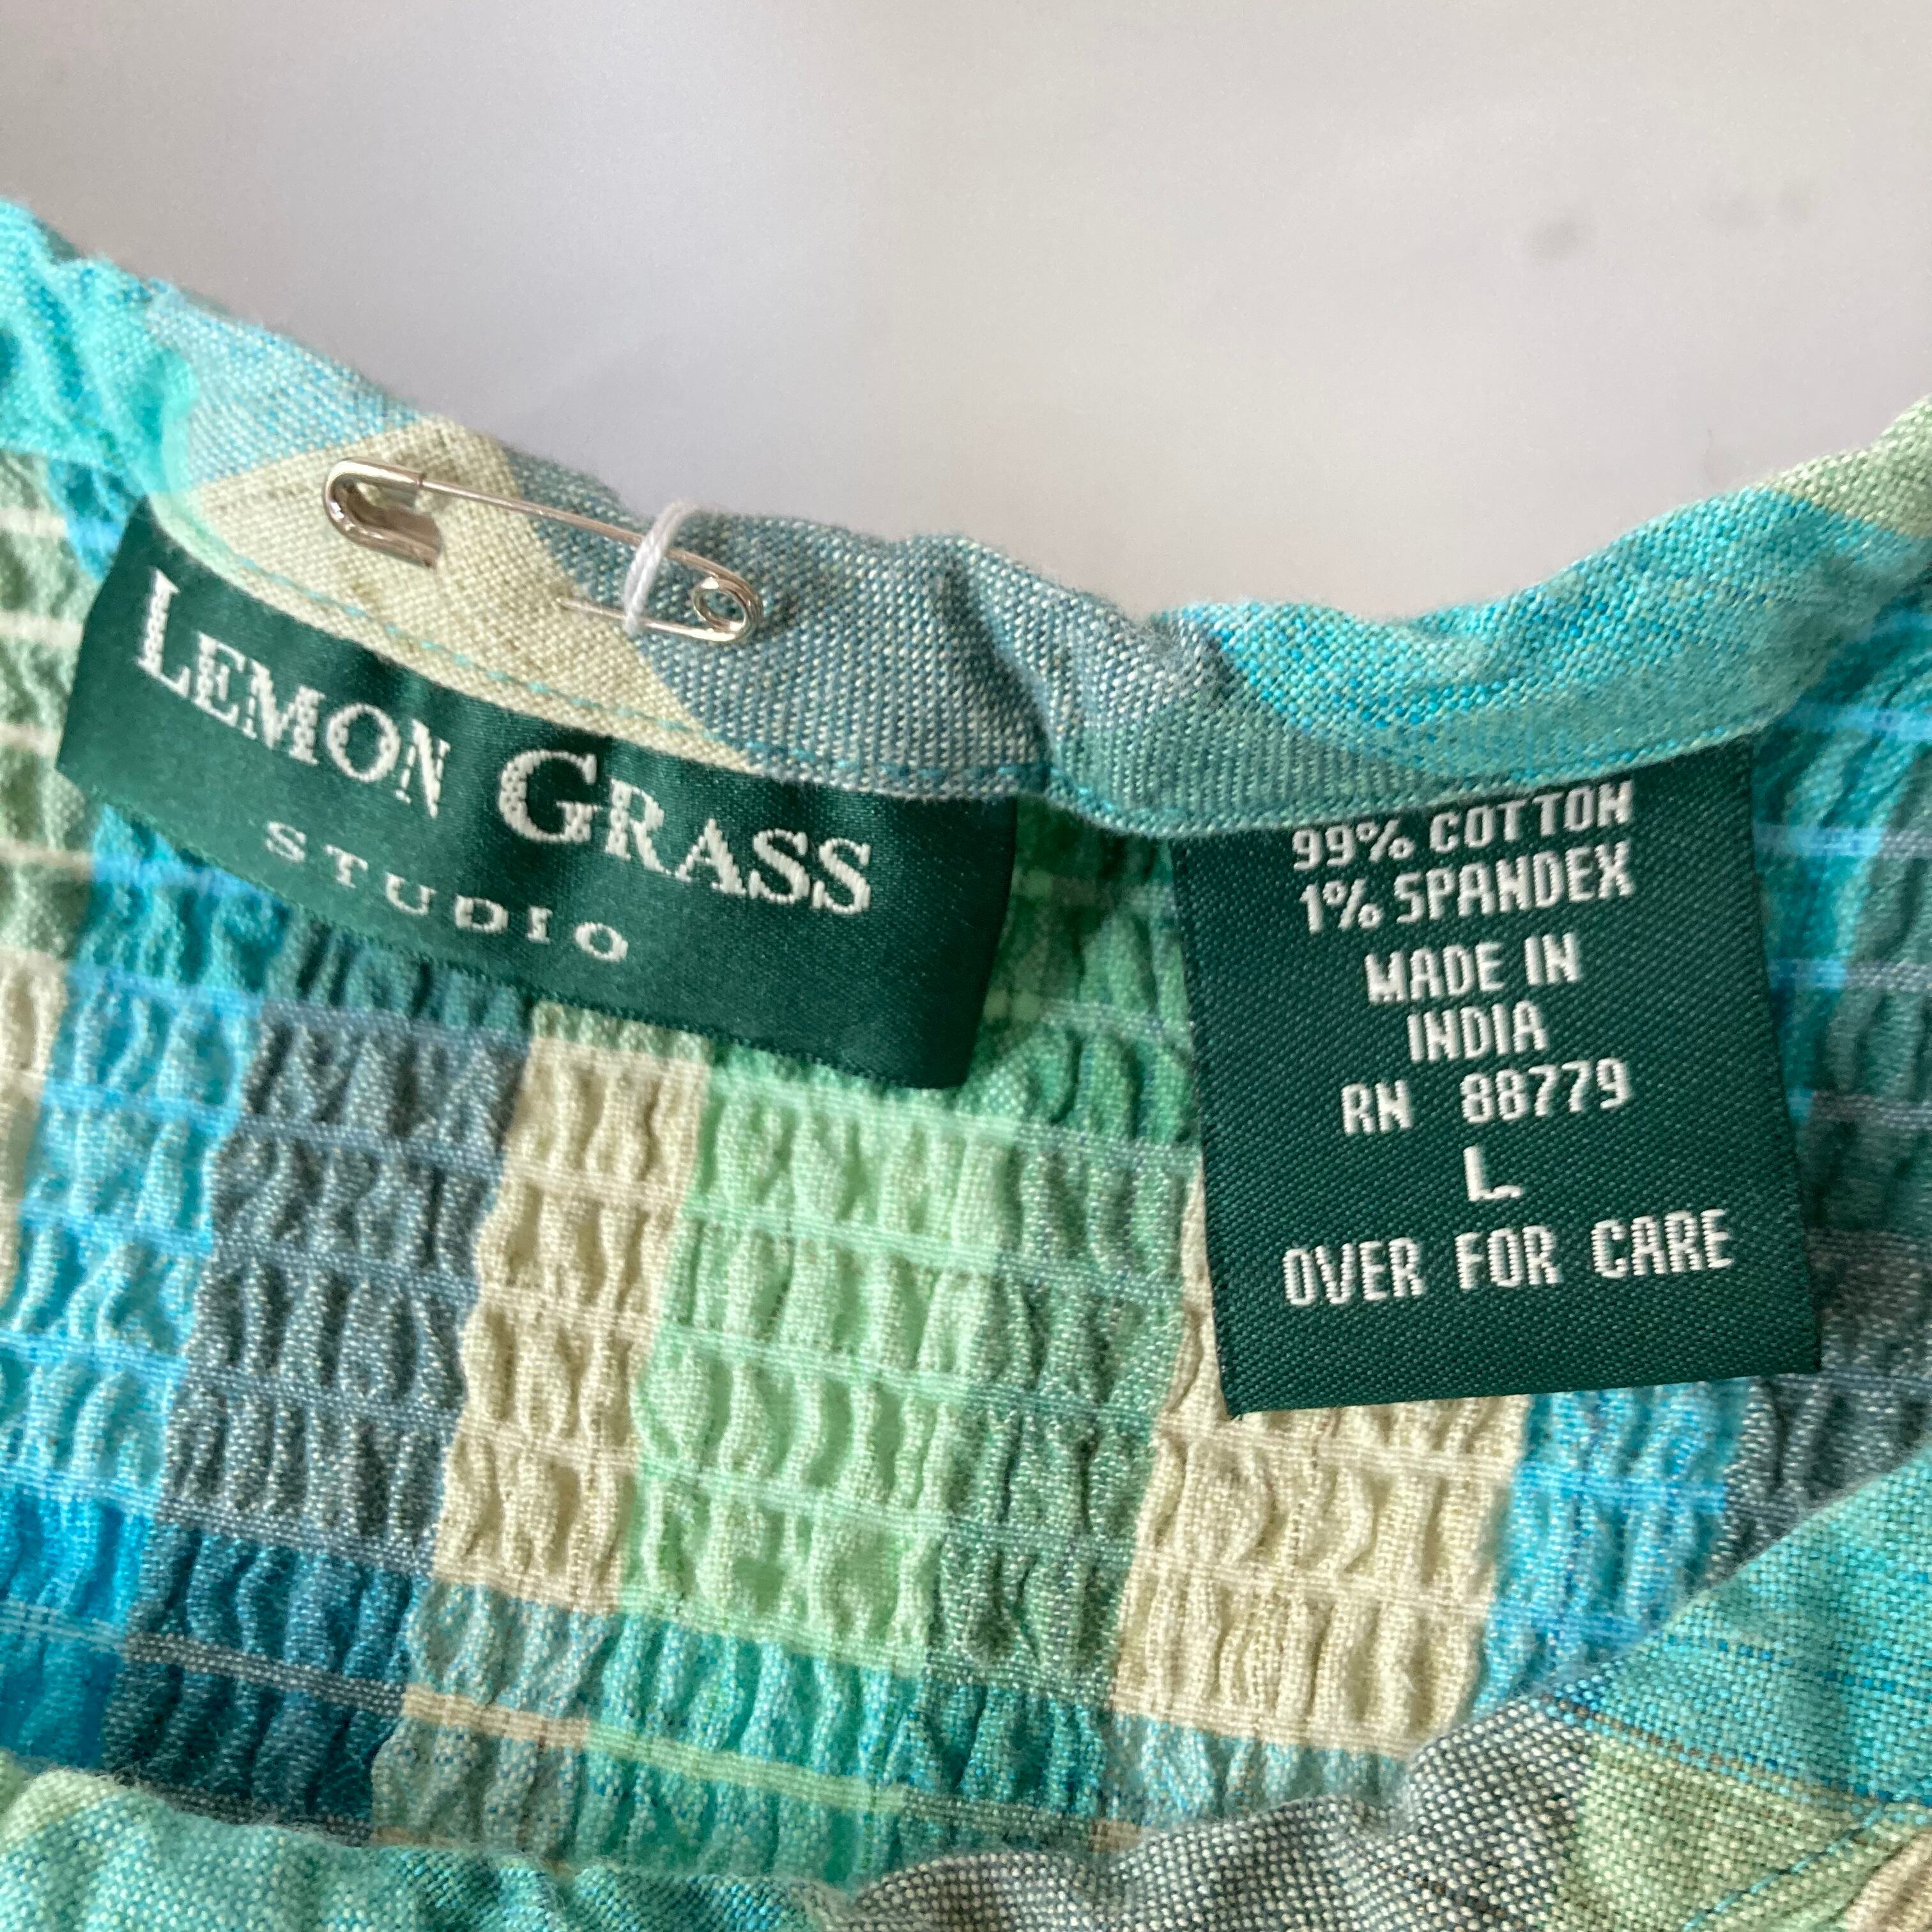 LEMON GRASS
STUDIO
99% COTTON
1% SPANDEX
MADE IN
INDIA
RN 88779
L
OVER FOR CARE